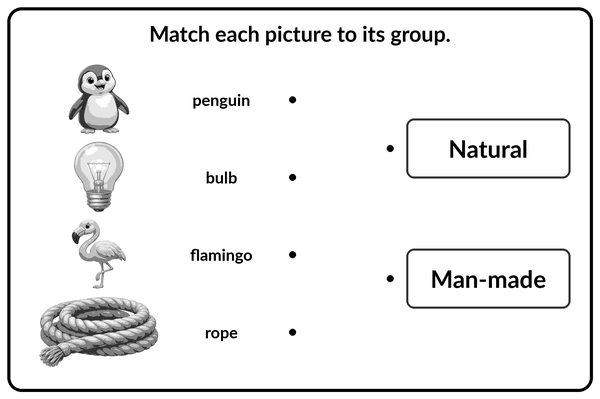 Match each picture to its group.
penguin
Natural
bulb
flamingo
Man-made
rope